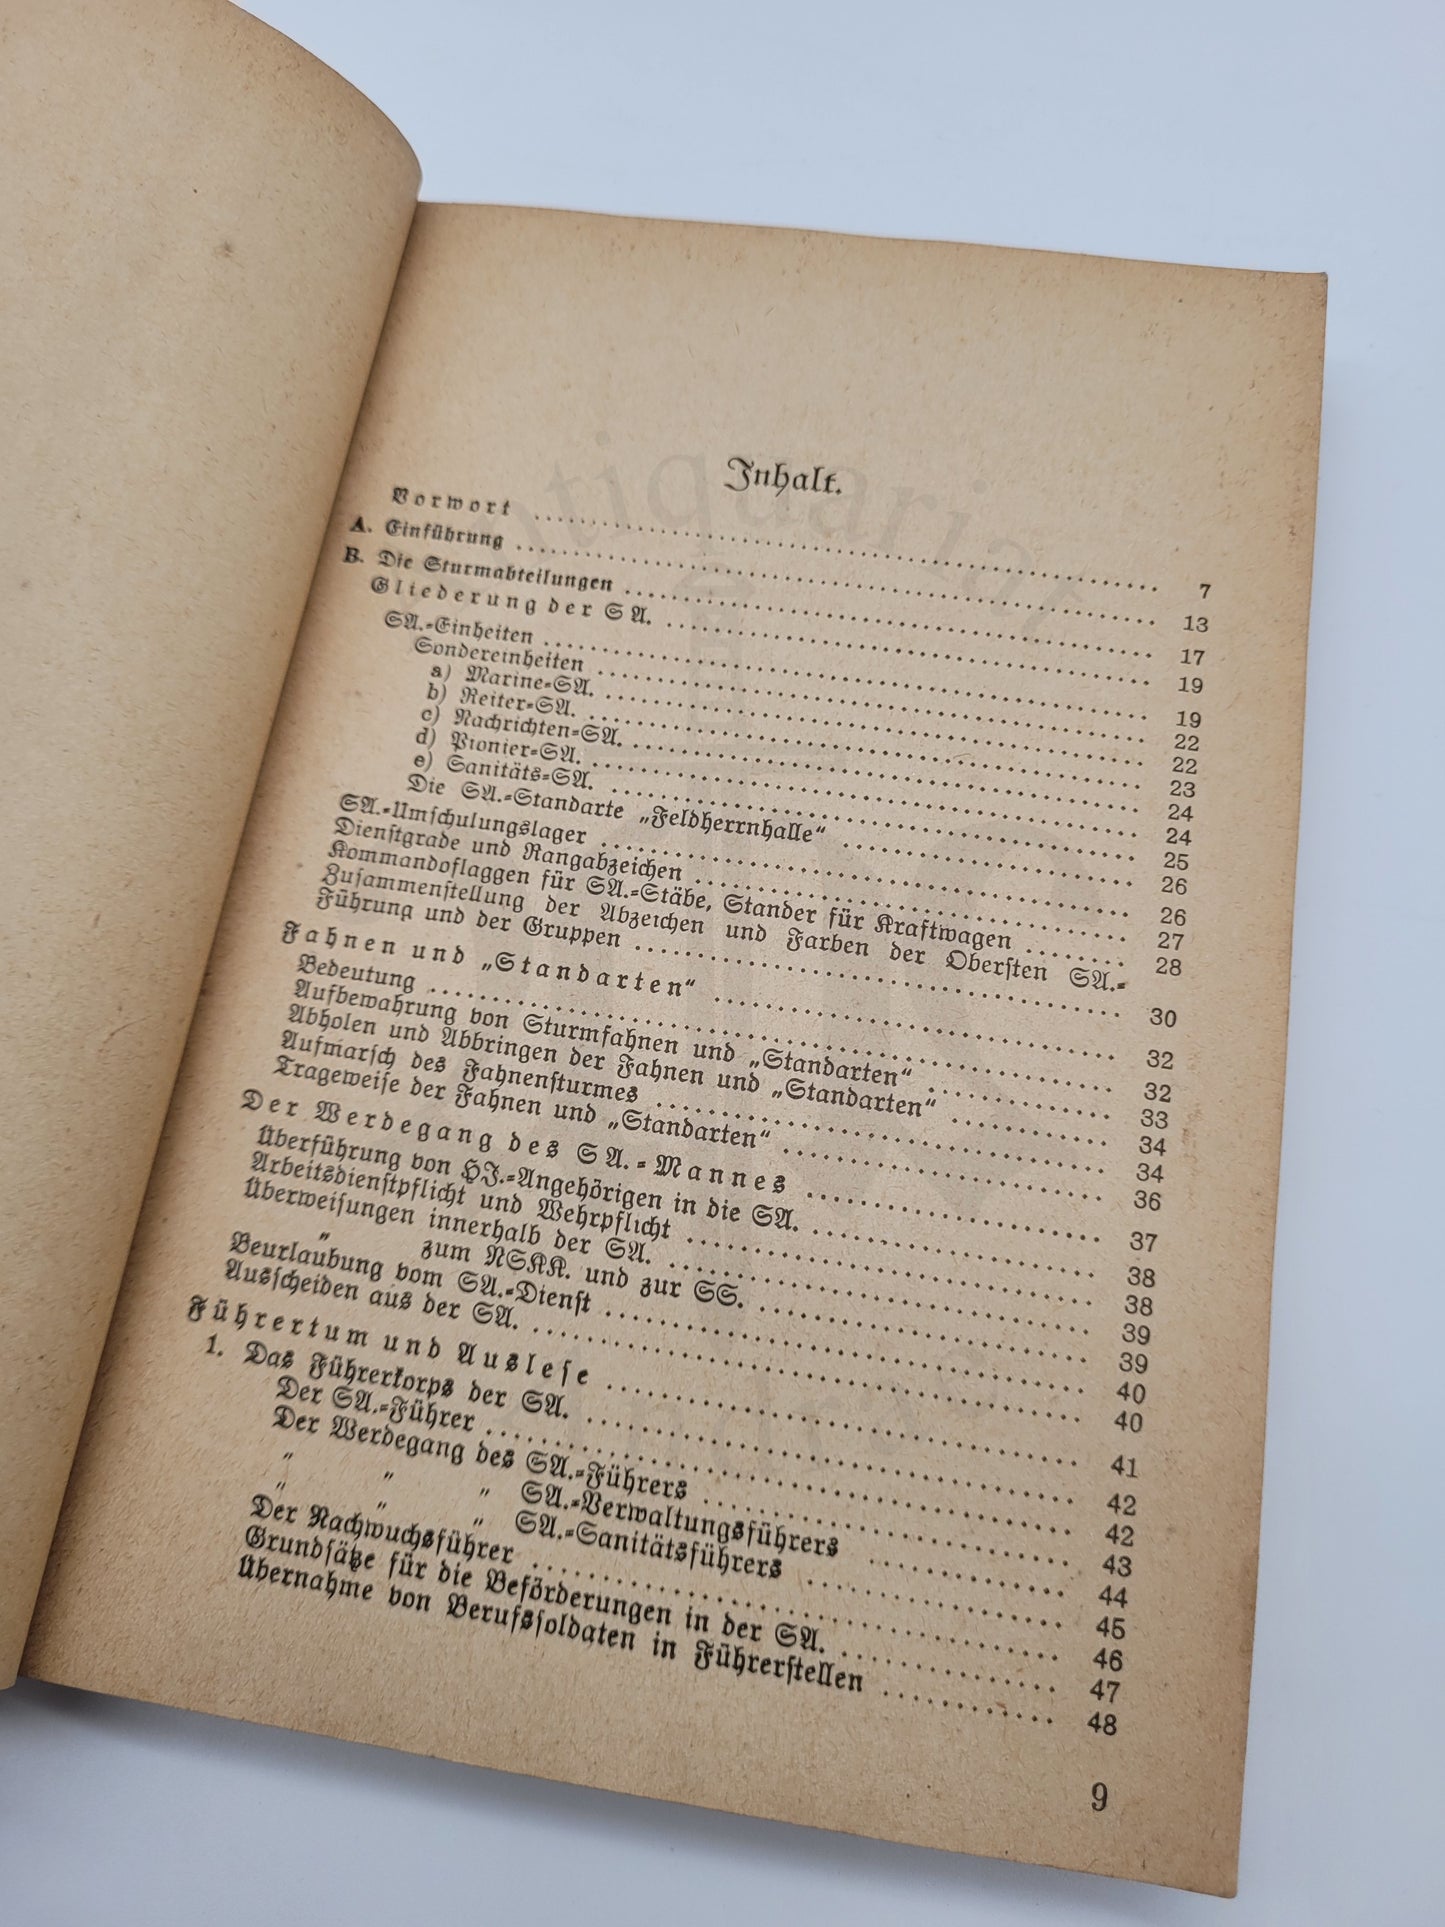 Inhalt.
Vorwort ........ 7
A. Einführung ........ 13
B. Die Sturmabteilungen ........ 17
Gliederung der SA. ........ 19
SA.-Einheiten ........ 19
Sondereinheiten ........ 22
a) Marine-SA. ........ 22
b) Reiter-SA. ........ 23
c) Nachrichten-SA. ........ 24
d) Pionier-SA. ........ 24
e) Sanitäts-SA. ........ 25
Die SA.-Standarte „Feldherrnhalle“ ........ 26
SA.-Umschulungslager ........ 26
Dienstgrade und Rangabzeichen ........ 27
Kommandoflaggen für SA.-Stäbe, Stander für Kraftwagen ........ 28
Zusammenstellung der Abzeichen und Farben der Obersten SA.-
Führung und der Gruppen ........ 30
Fahnen und „Standarten“ ........ 32
Bedeutung ........ 32
Aufbewahrung von Sturmfahnen und „Standarten“ ........ 33
Abholen und Abbringen der Fahnen und „Standarten“ ........ 34
Aufmarsch des Fahnensturmes ........ 34
Trageweise der Fahnen und „Standarten“ ........ 36
Der Werdegang des SA.-Mannes ........ 37
Überführung von HJ.-Angehörigen in die SA. ........ 38
Arbeitsdienstpflicht und Wehrpflicht ........ 38
Überweisungen innerhalb der SA. ........ 39
„ zum NSKK. und zur SS. ........ 39
Beurlaubung vom SA.-Dienst ........ 40
Ausscheiden aus der SA. ........ 40
Führertum und Auslese ........ 41
1. Das Führerkorps der SA. ........ 42
Der SA.-Führer ........ 42
Der Werdegang des SA.-Führers ........ 43
„ „ „ SA.-Verwaltungsführers ........ 44
„ „ „ SA.-Sanitätsführers ........ 45
Der Nachwuchsführer ........ 46
Grundsätze für die Beförderungen in der SA. ........ 47
Übernahme von Berufssoldaten in Führerstellen ........ 48
9